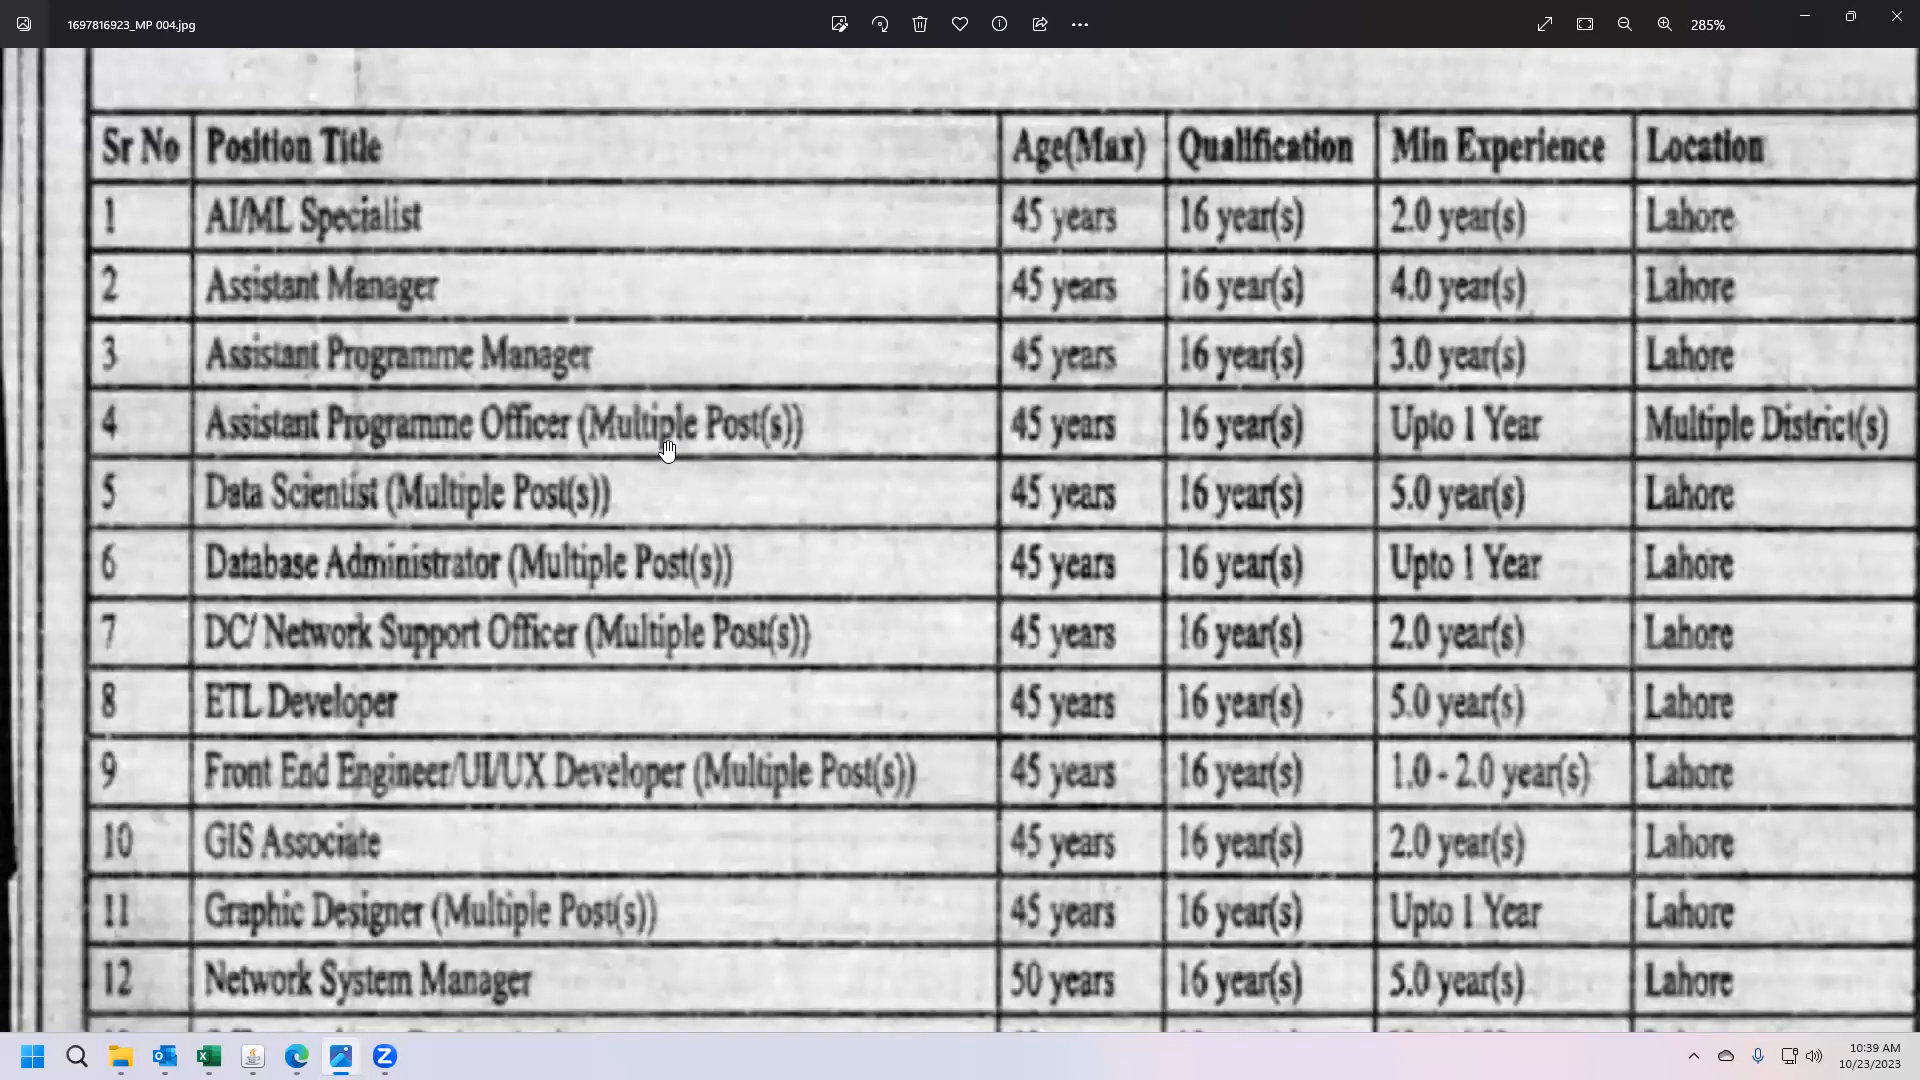 1697816923_MP 004.jpg
285%
Sr No Position Title Age(Max) Qualification Min Experience Location
1 AI/ML Specialist 45 years 16 year(s) 2.0 year(s) Lahore
2 Assistant Manager 45 years 16 year(s) 4.0 year(s) Lahore
3 Assistant Programme Manager 45 years 16 year(s) 3.0 year(s) Lahore
4 Assistant Programme Officer (Multiple Post(s)) 45 years 16 year(s) Upto 1 Year Multiple District(s)
5 Data Scientist (Multiple Post(s)) 45 years 16 year(s) 5.0 year(s) Lahore
6 Database Administrator (Multiple Post(s)) 45 years 16 year(s) Upto 1 Year Lahore
7 DC/ Network Support Officer (Multiple Post(s)) 45 years 16 year(s) 2.0 year(s) Lahore
8 ETL Developer 45 years 16 year(s) 5.0 year(s) Lahore
9 Front End Engineer/UI/UX Developer (Multiple Post(s)) 45 years 16 year(s) 1.0 - 2.0 year(s) Lahore
10 GIS Associate 45 years 16 year(s) 2.0 year(s) Lahore
11 Graphic Designer (Multiple Post(s)) 45 years 16 year(s) Upto 1 Year Lahore
12 Network System Manager 50 years 16 year(s) 5.0 year(s) Lahore
10:39 AM
10/23/2023